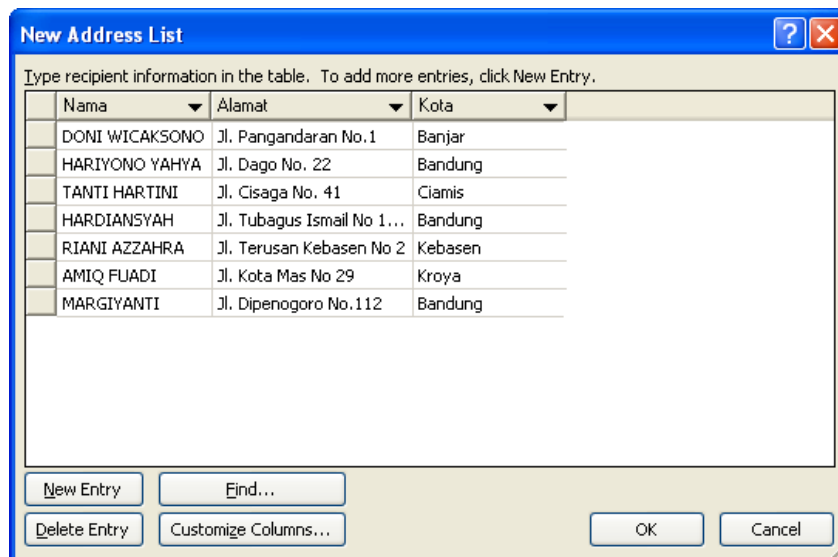 New Address List
Type recipient information in the table. To add more entries, click New Entry.
Nama Alamat Kota
DONI WICAKSONO Jl. Pangandaran No.1 Banjar
HARIYONO YAHYA Jl. Dago No. 22 Bandung
TANTI HARTINI Jl. Cisaga No. 41 Ciamis
HARDIANSYAH Jl. Tubagus Ismail No 1... Bandung
RIANI AZZAHRA Jl. Terusan Kebasen No 2 Kebasen
AMIQ FUADI Jl. Kota Mas No 29 Kroya
MARGIYANTI Jl. Dipenogoro No.112 Bandung
New Entry Find...
Delete Entry Customize Columns... OK Cancel